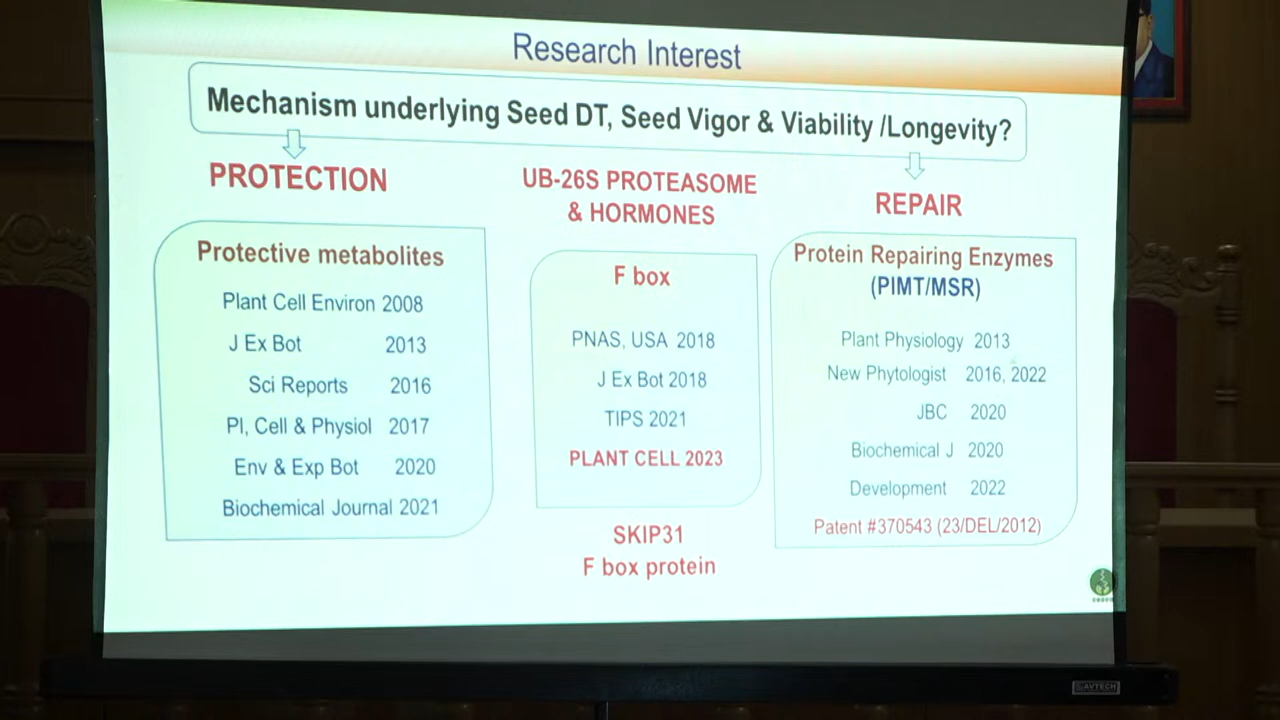 Research Interest
Mechanism underlying Seed DT, Seed Vigor & Viability /Longevity?
PROTECTION
Protective metabolites
Plant Cell Environ 2008
J Ex Bot 2013
Sci Reports 2016
Pl, Cell & Physiol 2017
Env & Exp Bot 2020
Biochemical Journal 2021
UB-26S PROTEASOME
& HORMONES
F box
PNAS, USA 2018
J Ex Bot 2018
TIPS 2021
PLANT CELL 2023
SKIP31
F box protein
REPAIR
Protein Repairing Enzymes
(PIMT/MSR)
Plant Physiology 2013
New Phytologist 2016, 2022
JBC 2020
Biochemical J 2020
Development 2022
Patent #370543 (23/DEL/2012)
AVTECH